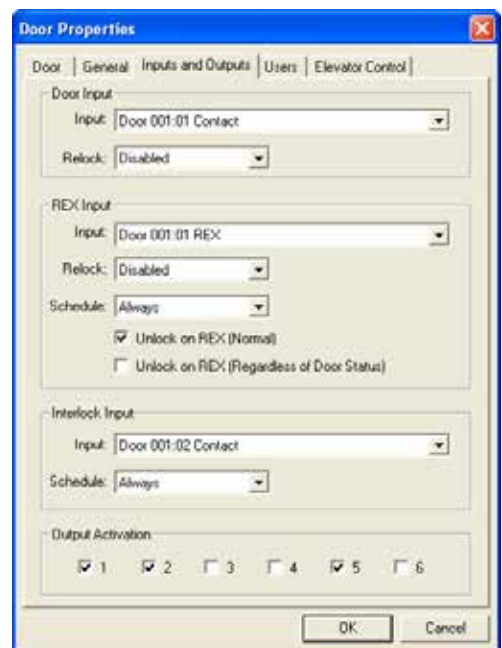 Door Properties
Door General Inputs and Outputs Users Elevator Control
Door Input
Input: Door 001:01 Contact
Relock: Disabled
REX Input
Input: Door 001:01 REX
Relock: Disabled
Schedule: Always
Unlock on REX (Normal)
Unlock on REX (Regardless of Door Status)
Interlock Input
Input: Door 001:02 Contact
Schedule: Always
Output Activation
1 2 3 4 5 6
OK Cancel